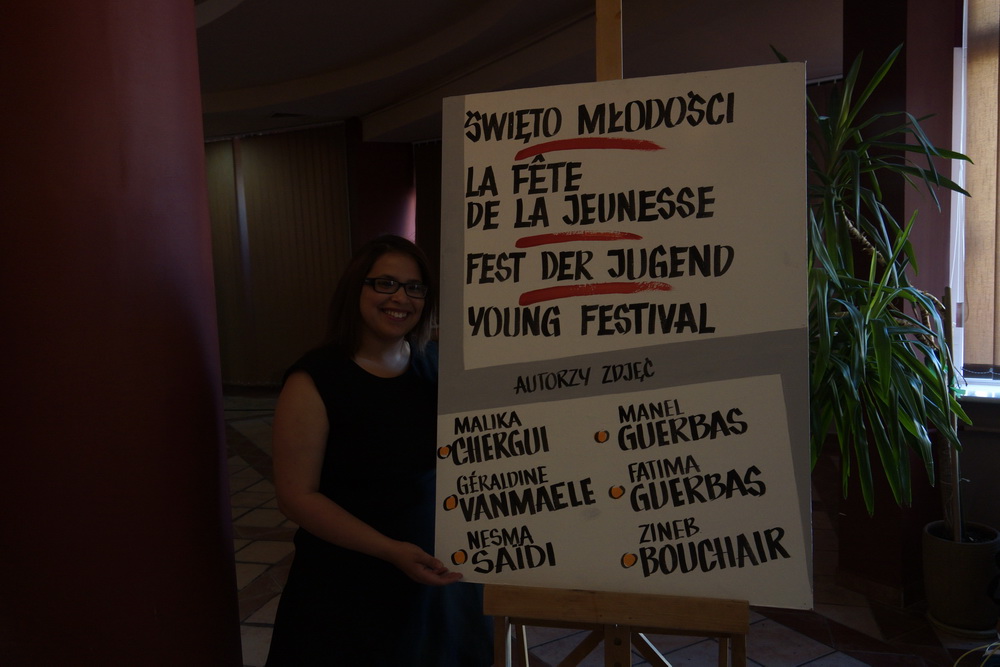 ŚWIĘTO MŁODOŚCI
LA FÊTE
DE LA JEUNESSE
FEST DER JUGEND
YOUNG FESTIVAL
AUTORZY ZDJĘĆ
MALIKA
CHERGUI
GÉRALDINE
VANMAELE
NESMA
SAÏDI
MANEL
GUERBAS
FATIMA
GUERBAS
ZINEB
BOUCHAIR